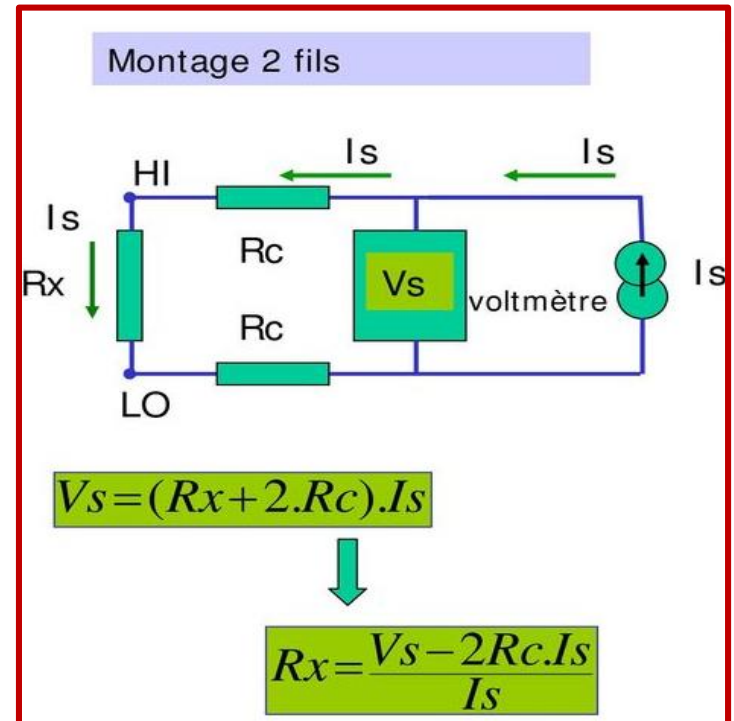 Montage 2 fils
Is
Is
HI
Is
Rc
Rx
Vs
voltmètre
Is
Rc
LO
Vs=(Rx+2.Rc).Is
Rx=\frac{Vs-2Rc.Is}{Is}